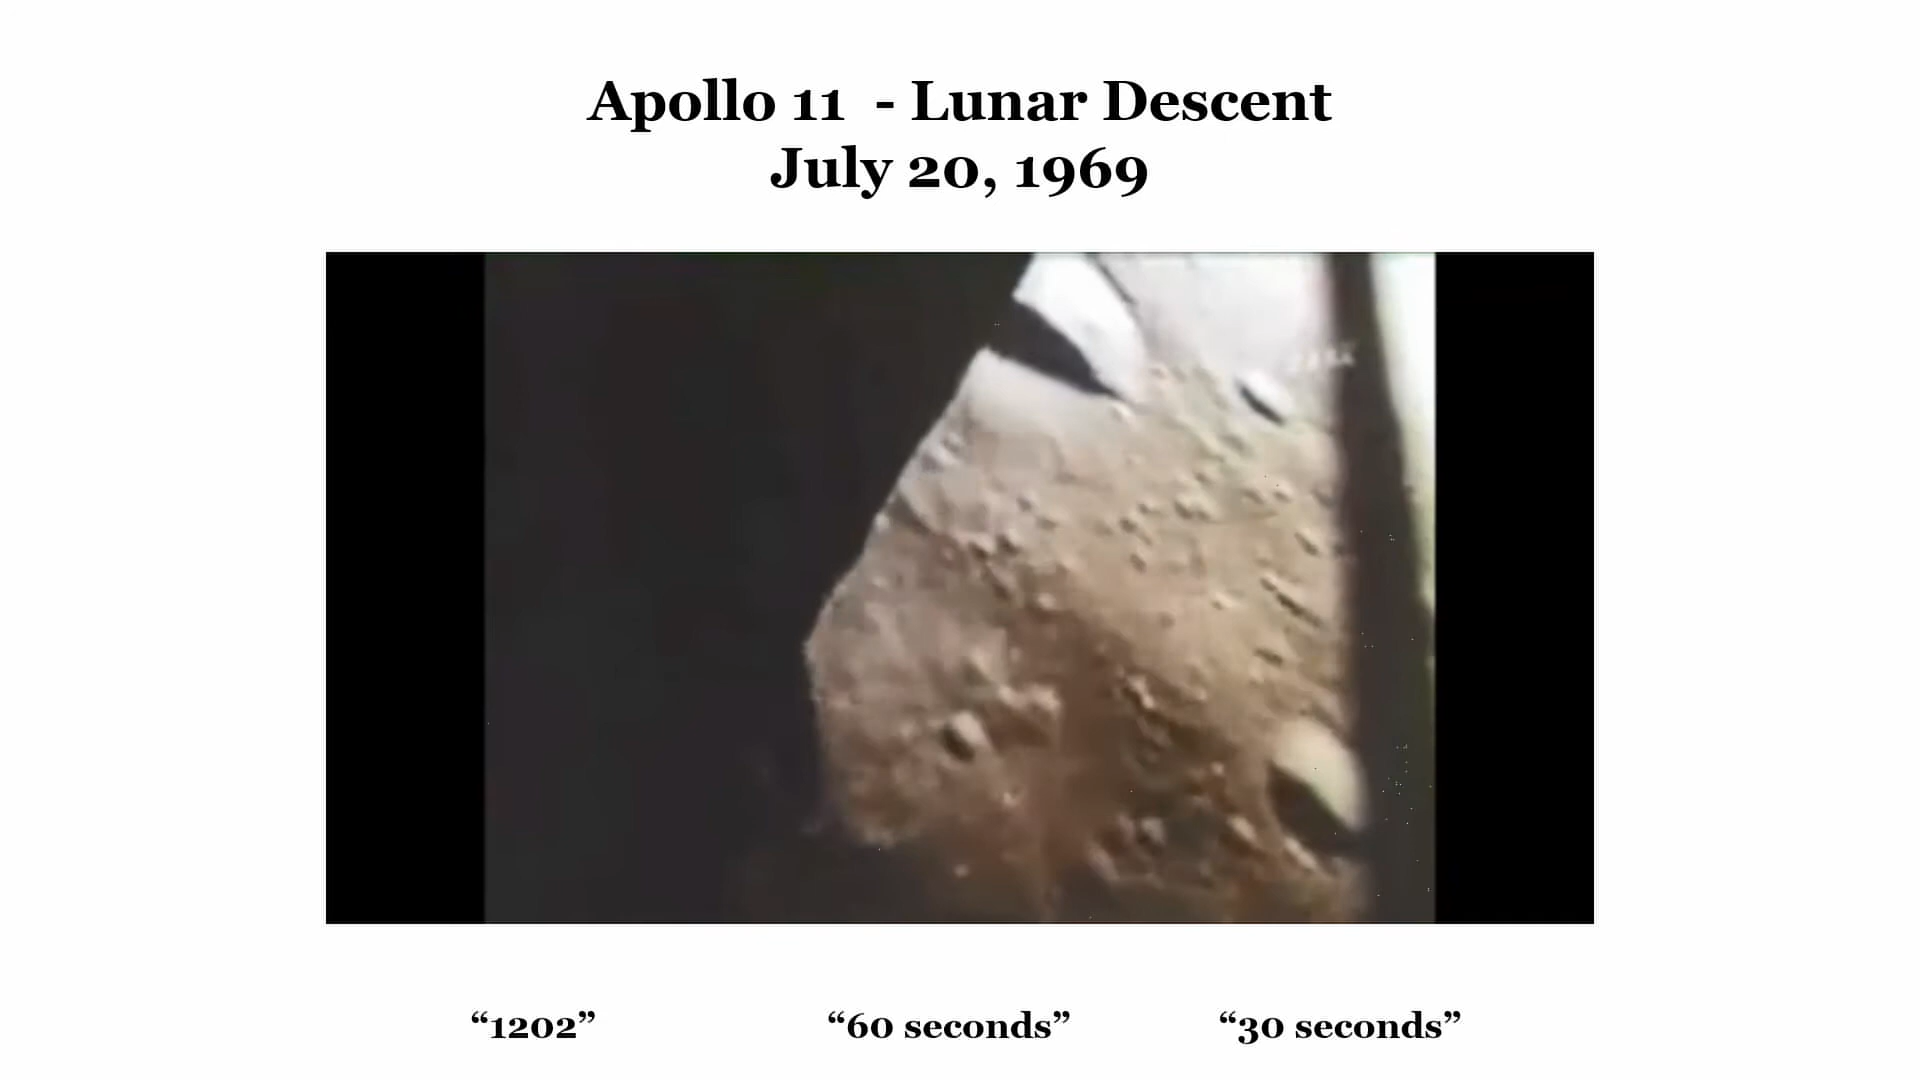 Apollo 11 - Lunar Descent
July 20, 1969
“1202” “60 seconds” “30 seconds”